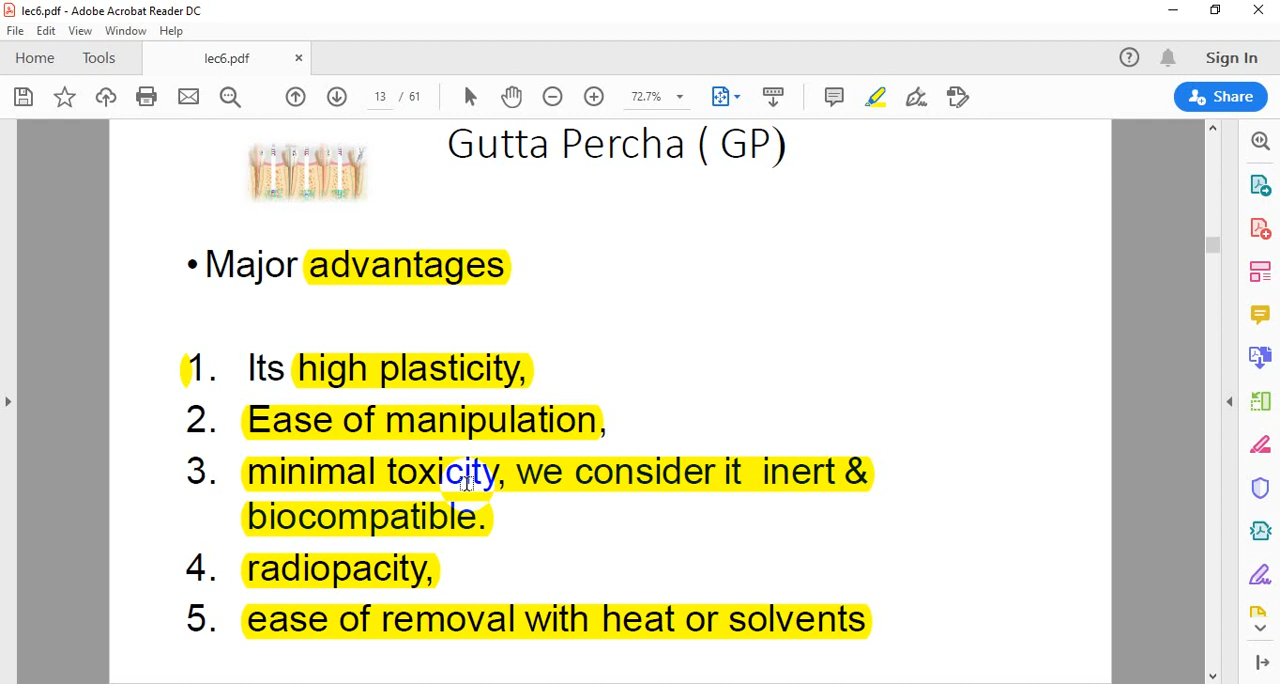 lec6.pdf - Adobe Acrobat Reader DC
File Edit View Window Help
Home Tools lec6.pdf × Sign In
13 / 61 72.7% Share
Gutta Percha ( GP)
• Major advantages
1. Its high plasticity,
2. Ease of manipulation,
3. minimal toxicity, we consider it inert &
biocompatible.
4. radiopacity,
5. ease of removal with heat or solvents